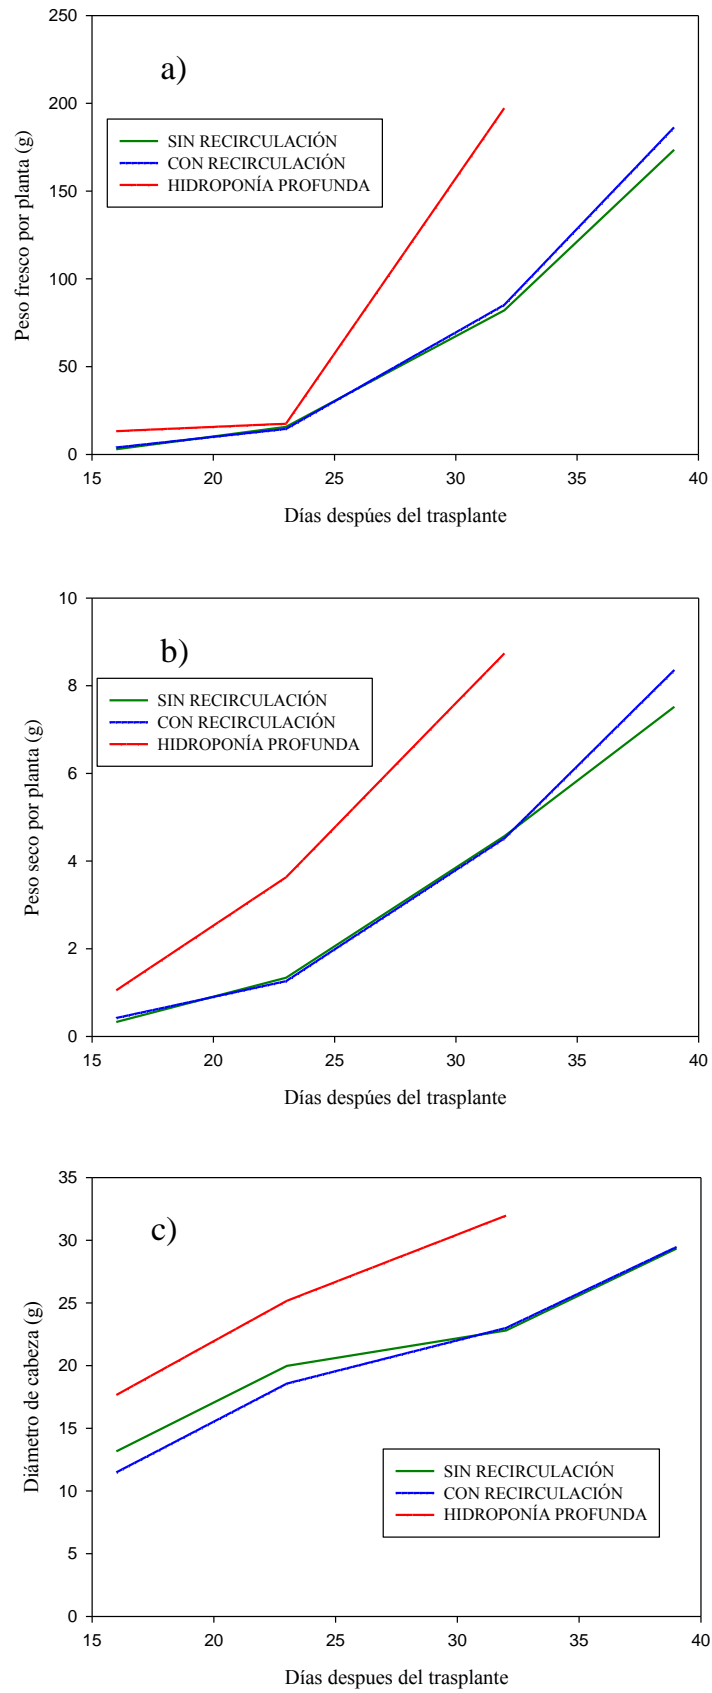 250
a)
200
SIN RECIRCULACIÓN
CON RECIRCULACIÓN
HIDROPONÍA PROFUNDA
150
Peso fresco por planta (g)
100
50
0
15 20 25 30 35 40
Días despúes del trasplante
10
b)
8
SIN RECIRCULACIÓN
CON RECIRCULACIÓN
HIDROPONÍA PROFUNDA
6
Peso seco por planta (g)
4
2
0
15 20 25 30 35 40
Días despúes del trasplante
35
c)
30
25
20
Diámetro de cabeza (g)
15
SIN RECIRCULACIÓN
CON RECIRCULACIÓN
HIDROPONÍA PROFUNDA
10
5
0
15 20 25 30 35 40
Días despues del trasplante